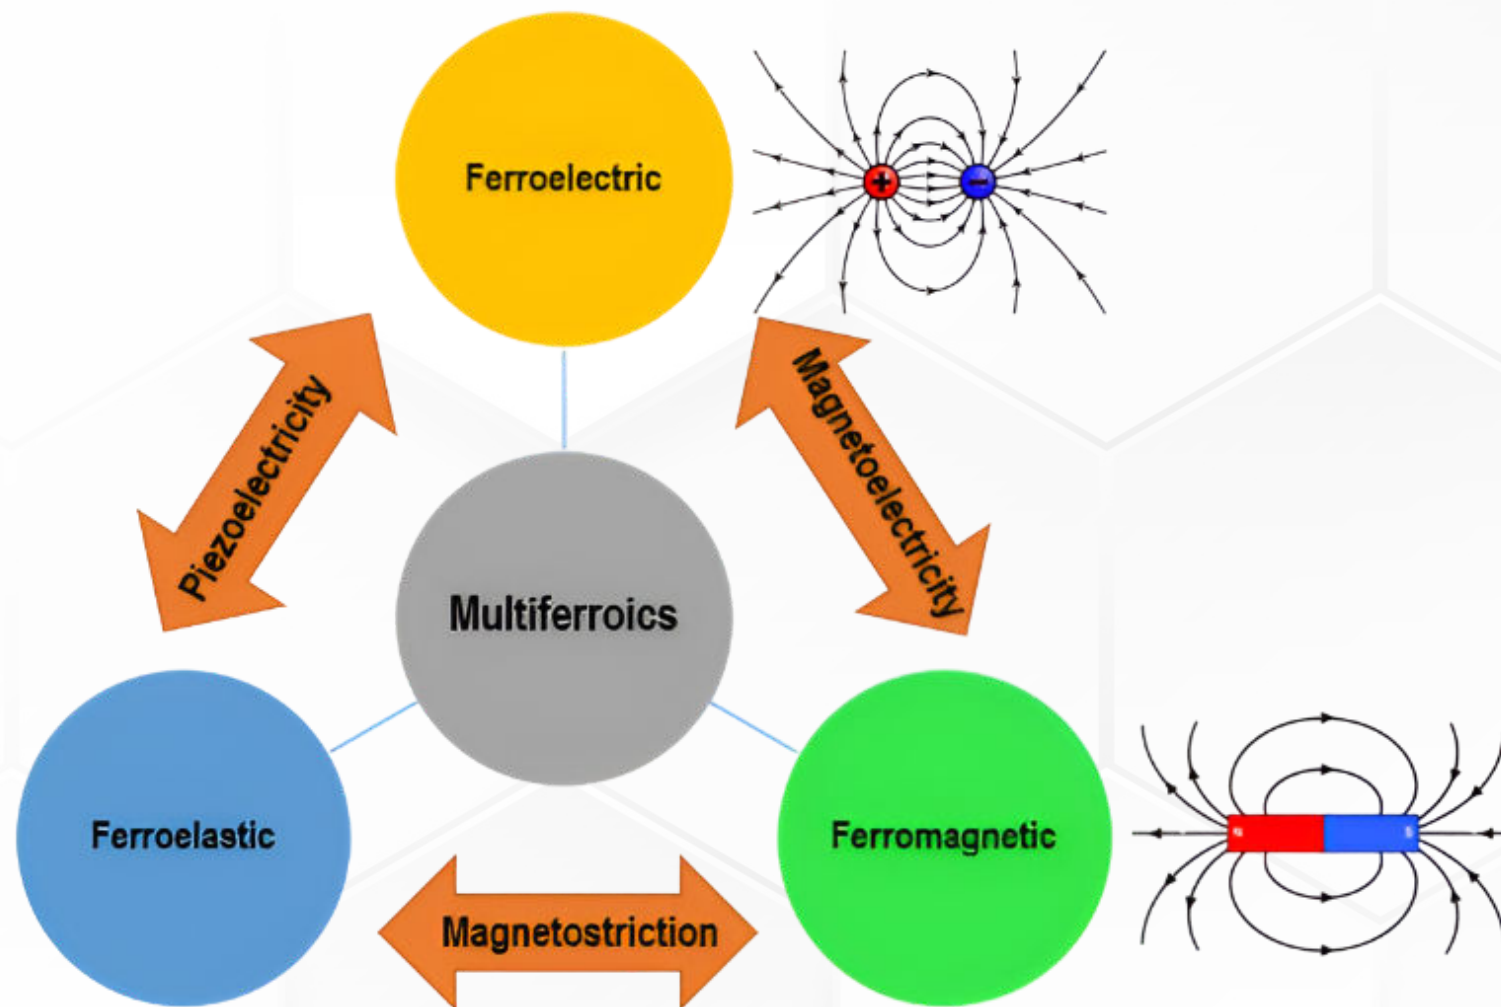 Ferroelectric
+
−
Piezoelectricity
Magnetoelectricity
Multiferroics
Ferroelastic
Ferromagnetic
S
Magnetostriction